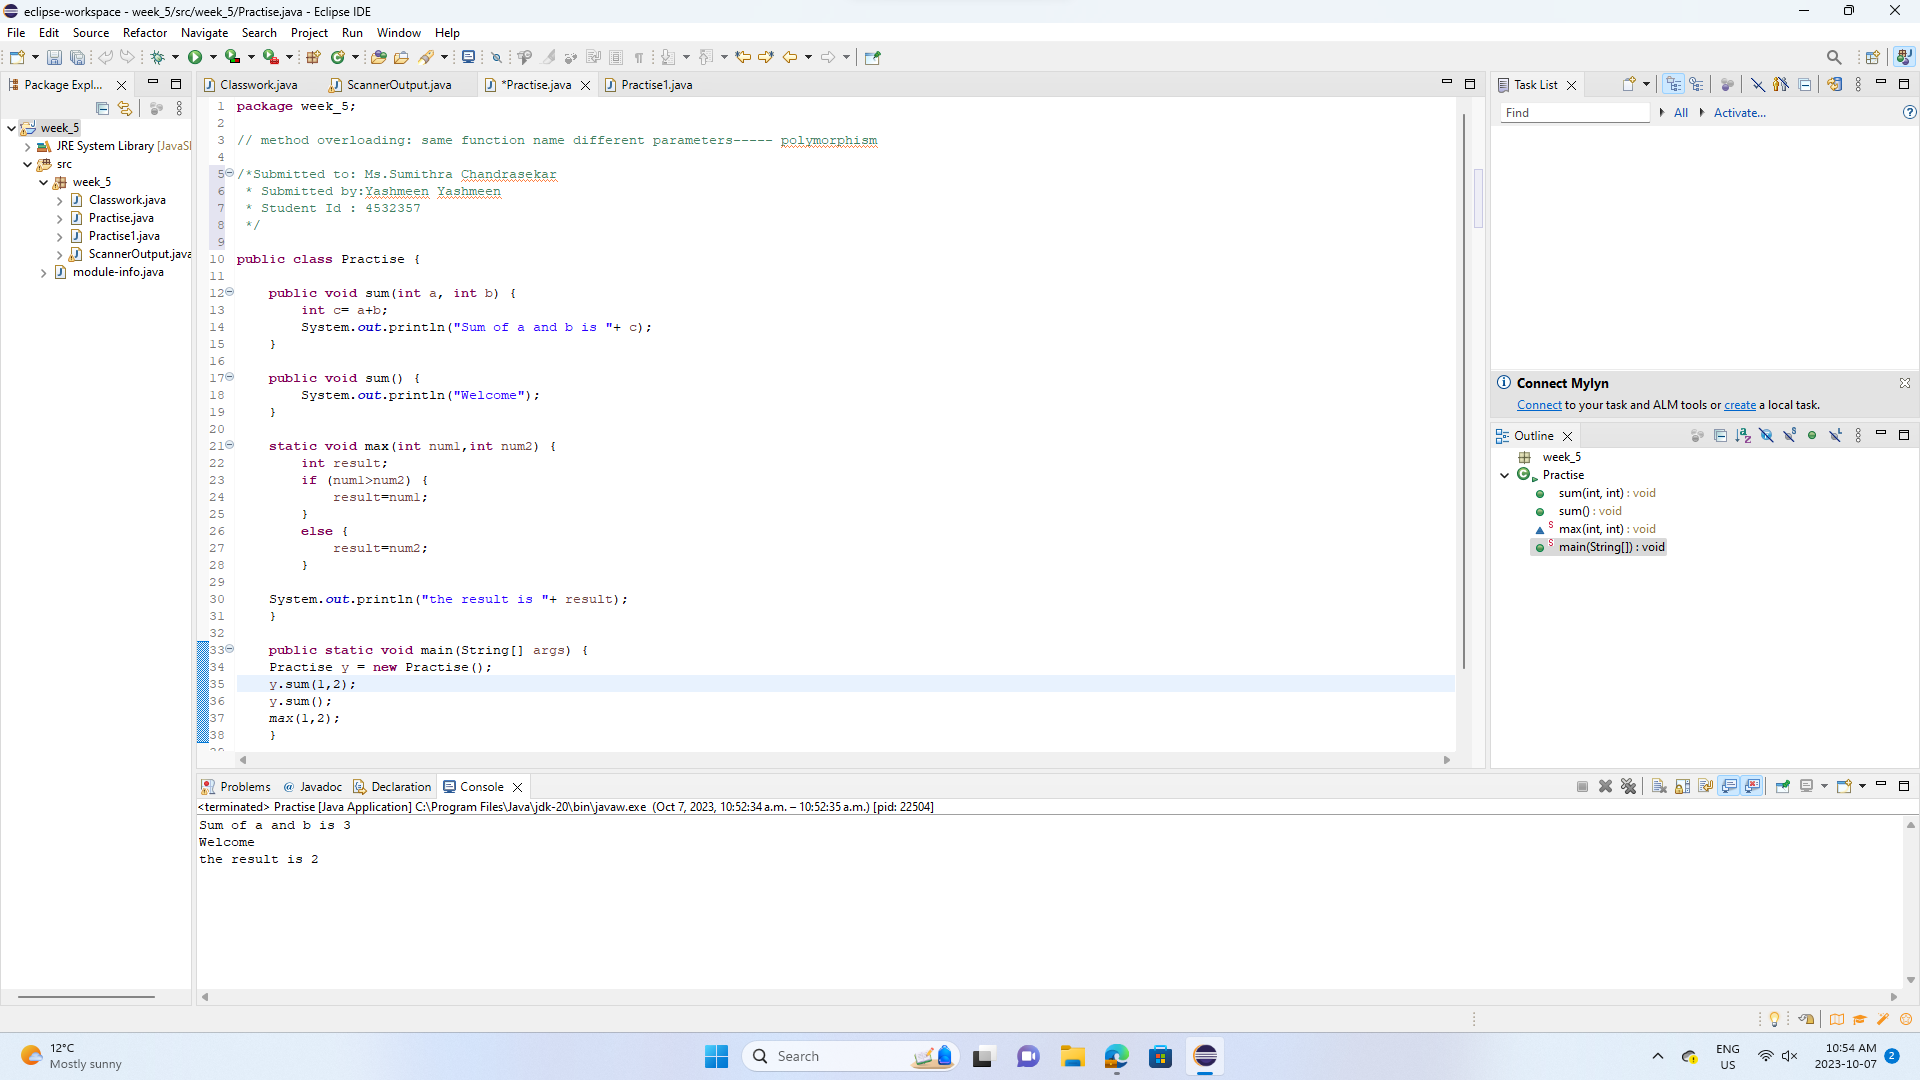 eclipse-workspace - week_5/src/week_5/Practise.java - Eclipse IDE
File Edit Source Refactor Navigate Search Project Run Window Help
Package Expl...
Classwork.java
ScannerOutput.java
*Practise.java
Practise1.java
Task List
Find
All
Activate...
week_5
JRE System Library [JavaSI
src
week_5
Classwork.java
Practise.java
Practise1.java
ScannerOutput.java
module-info.java
1 package week_5;
2
3 // method overloading: same function name different parameters----- polymorphism
4
5 /*Submitted to: Ms.Sumithra Chandrasekar
6 * Submitted by:Yashmeen Yashmeen
7 * Student Id : 4532357
8 */
9
10 public class Practise {
11
12 public void sum(int a, int b) {
13 int c= a+b;
14 System.out.println("Sum of a and b is "+ c);
15 }
16
17 public void sum() {
18 System.out.println("Welcome");
19 }
20
21 static void max(int num1,int num2) {
22 int result;
23 if (num1>num2) {
24 result=num1;
25 }
26 else {
27 result=num2;
28 }
29
30 System.out.println("the result is "+ result);
31 }
32
33 public static void main(String[] args) {
34 Practise y = new Practise();
35 y.sum(1,2);
36 y.sum();
37 max(1,2);
38 }
Connect Mylyn
Connect to your task and ALM tools or create a local task.
Outline
week_5
Practise
sum(int, int) : void
sum() : void
max(int, int) : void
main(String[]) : void
Problems
Javadoc
Declaration
Console
<terminated> Practise [Java Application] C:\Program Files\Java\jdk-20\bin\javaw.exe (Oct 7, 2023, 10:52:34 a.m. – 10:52:35 a.m.) [pid: 22504]
Sum of a and b is 3
Welcome
the result is 2
12°C
Mostly sunny
Search
ENG
US
10:54 AM
2023-10-07
2